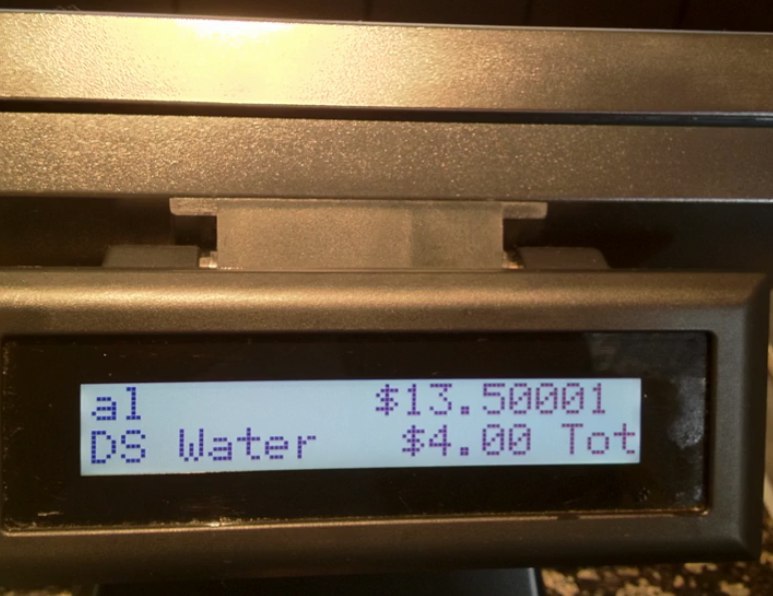 al $13.50001
DS Water $4.00 Tot